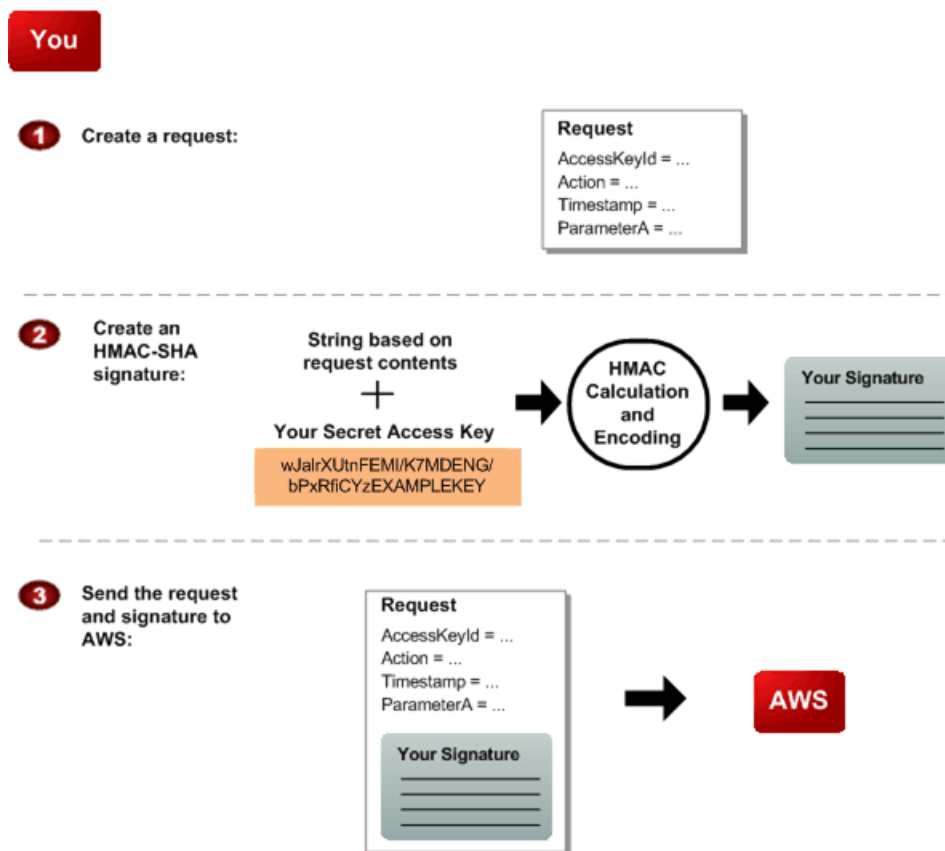 You
1
Create a request:
Request
AccessKeyId = ...
Action = ...
Timestamp = ...
ParameterA = ...
2
Create an
HMAC-SHA
signature:
String based on
request contents
+
Your Secret Access Key
wJalrXUtnFEMI/K7MDENG/
bPxRfiCYzEXAMPLEKEY
HMAC
Calculation
and
Encoding
Your Signature
3
Send the request
and signature to
AWS:
Request
AccessKeyId = ...
Action = ...
Timestamp = ...
ParameterA = ...
Your Signature
AWS